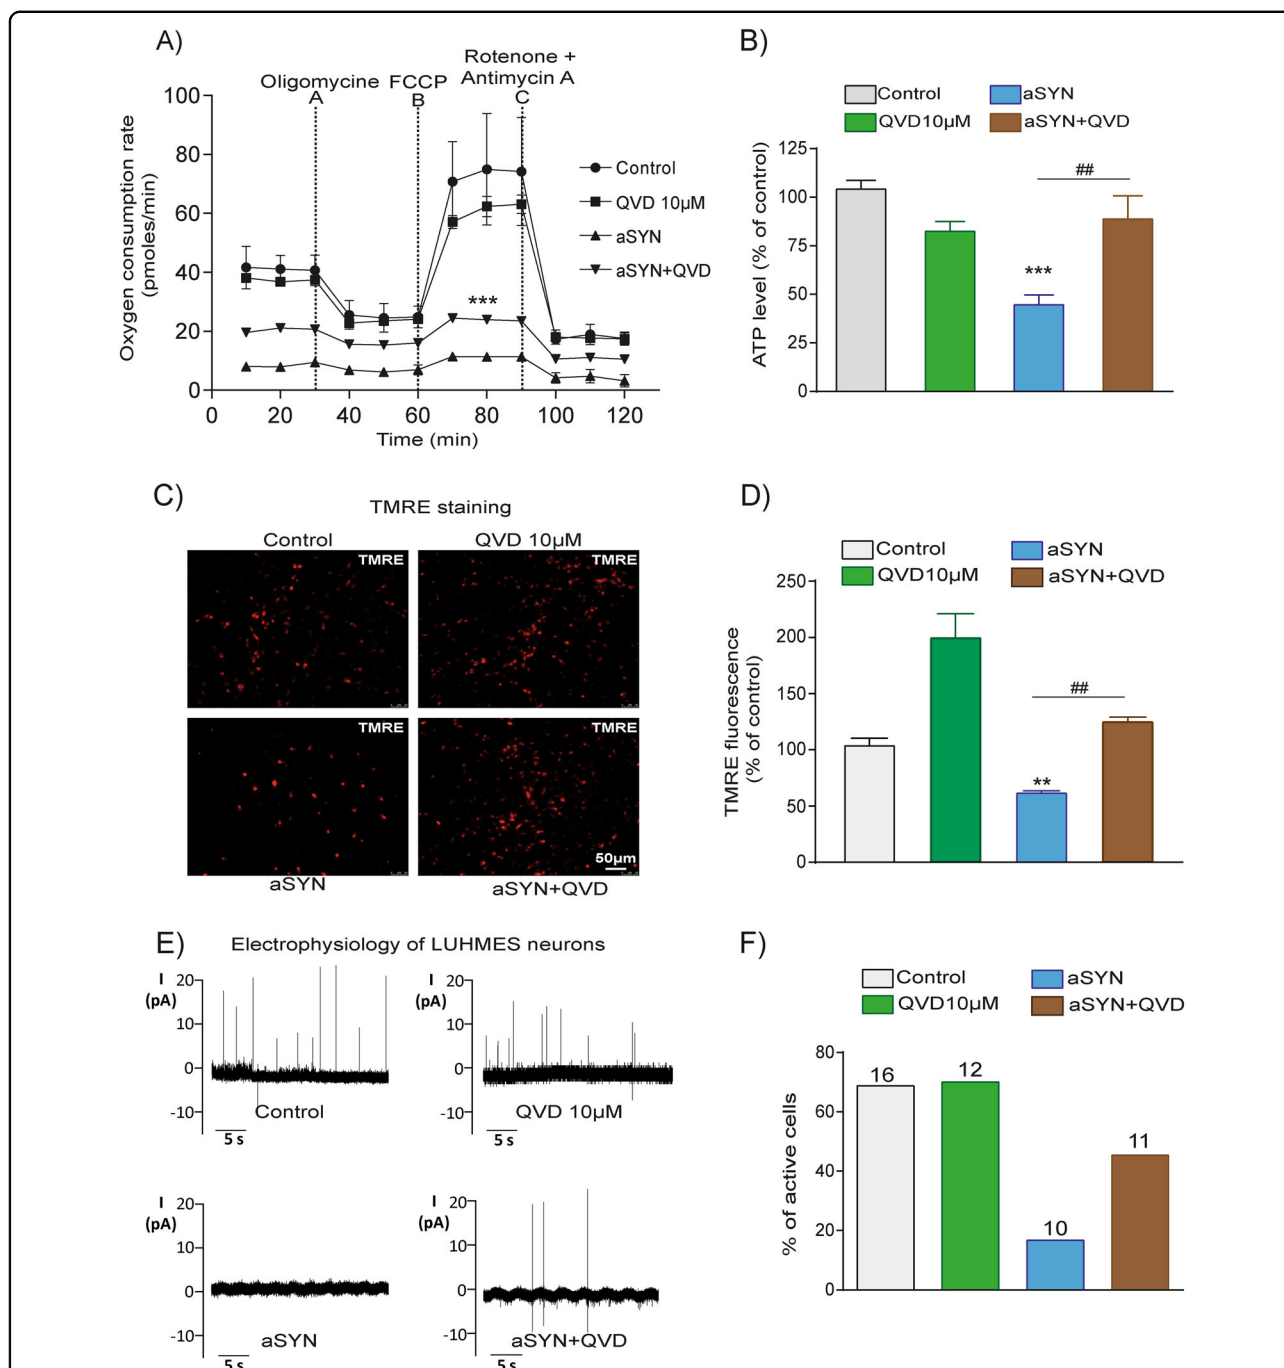 A)
Oligomycine
A
FCCP
B
Rotenone +
Antimycin A
C
Oxygen consumption rate
(pmoles/min)
100
80
60
40
20
0
0 20 40 60 80 100 120
Time (min)
***
Control
QVD 10µM
aSYN
aSYN+QVD
B)
Control
aSYN
QVD10µM
aSYN+QVD
ATP level (% of control)
125
100
75
50
25
0
***
##
C)
TMRE staining
Control
QVD 10µM
TMRE
TMRE
TMRE
TMRE
50µm
aSYN
aSYN+QVD
D)
Control
aSYN
QVD10µM
aSYN+QVD
TMRE fluorescence
(% of control)
250
200
150
100
50
0
**
##
E)
Electrophysiology of LUHMES neurons
I
(pA)
20
10
0
-10
Control
5 s
I
(pA)
20
10
0
-10
QVD 10µM
5 s
I
(pA)
20
10
0
-10
aSYN
5 s
I
(pA)
20
10
0
-10
aSYN+QVD
5 s
F)
Control
aSYN
QVD10µM
aSYN+QVD
% of active cells
80
60
40
20
0
16
12
10
11